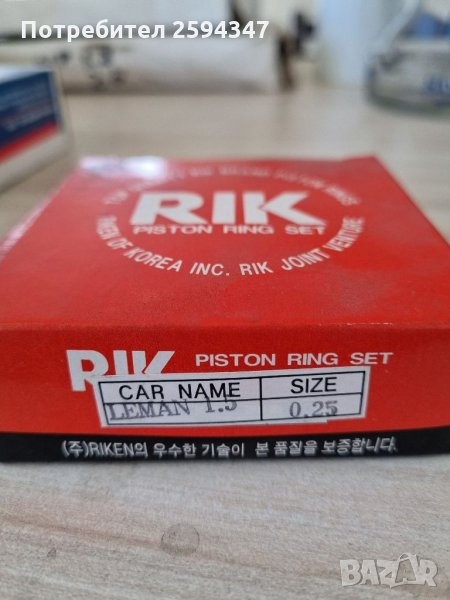 Потребител 2594347
RIK
PISTON RING SET
RIKEN OF KOREA INC. RIK JOINT VENTURE
RIK PISTON RING SET
CAR NAME SIZE
LEMAN 1.5 0.25
(주)RIKEN의 우수한 기술이 본 품질을 보증합니다.
BAZAR